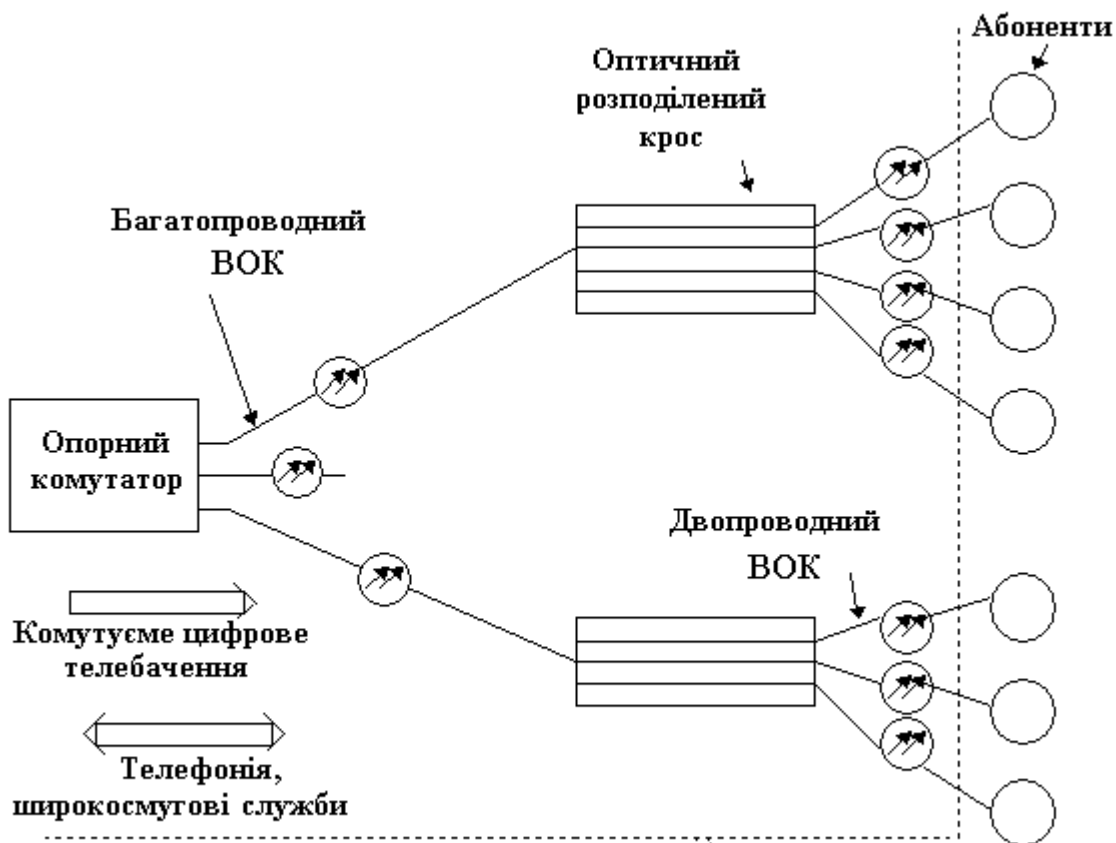 Абоненти
Оптичний
розподілений
крос
Багатопроводний
ВОК
Опорний
комутатор
Двопроводний
ВОК
Комутуєме цифрове
телебачення
Телефонія,
широкосмугові служби